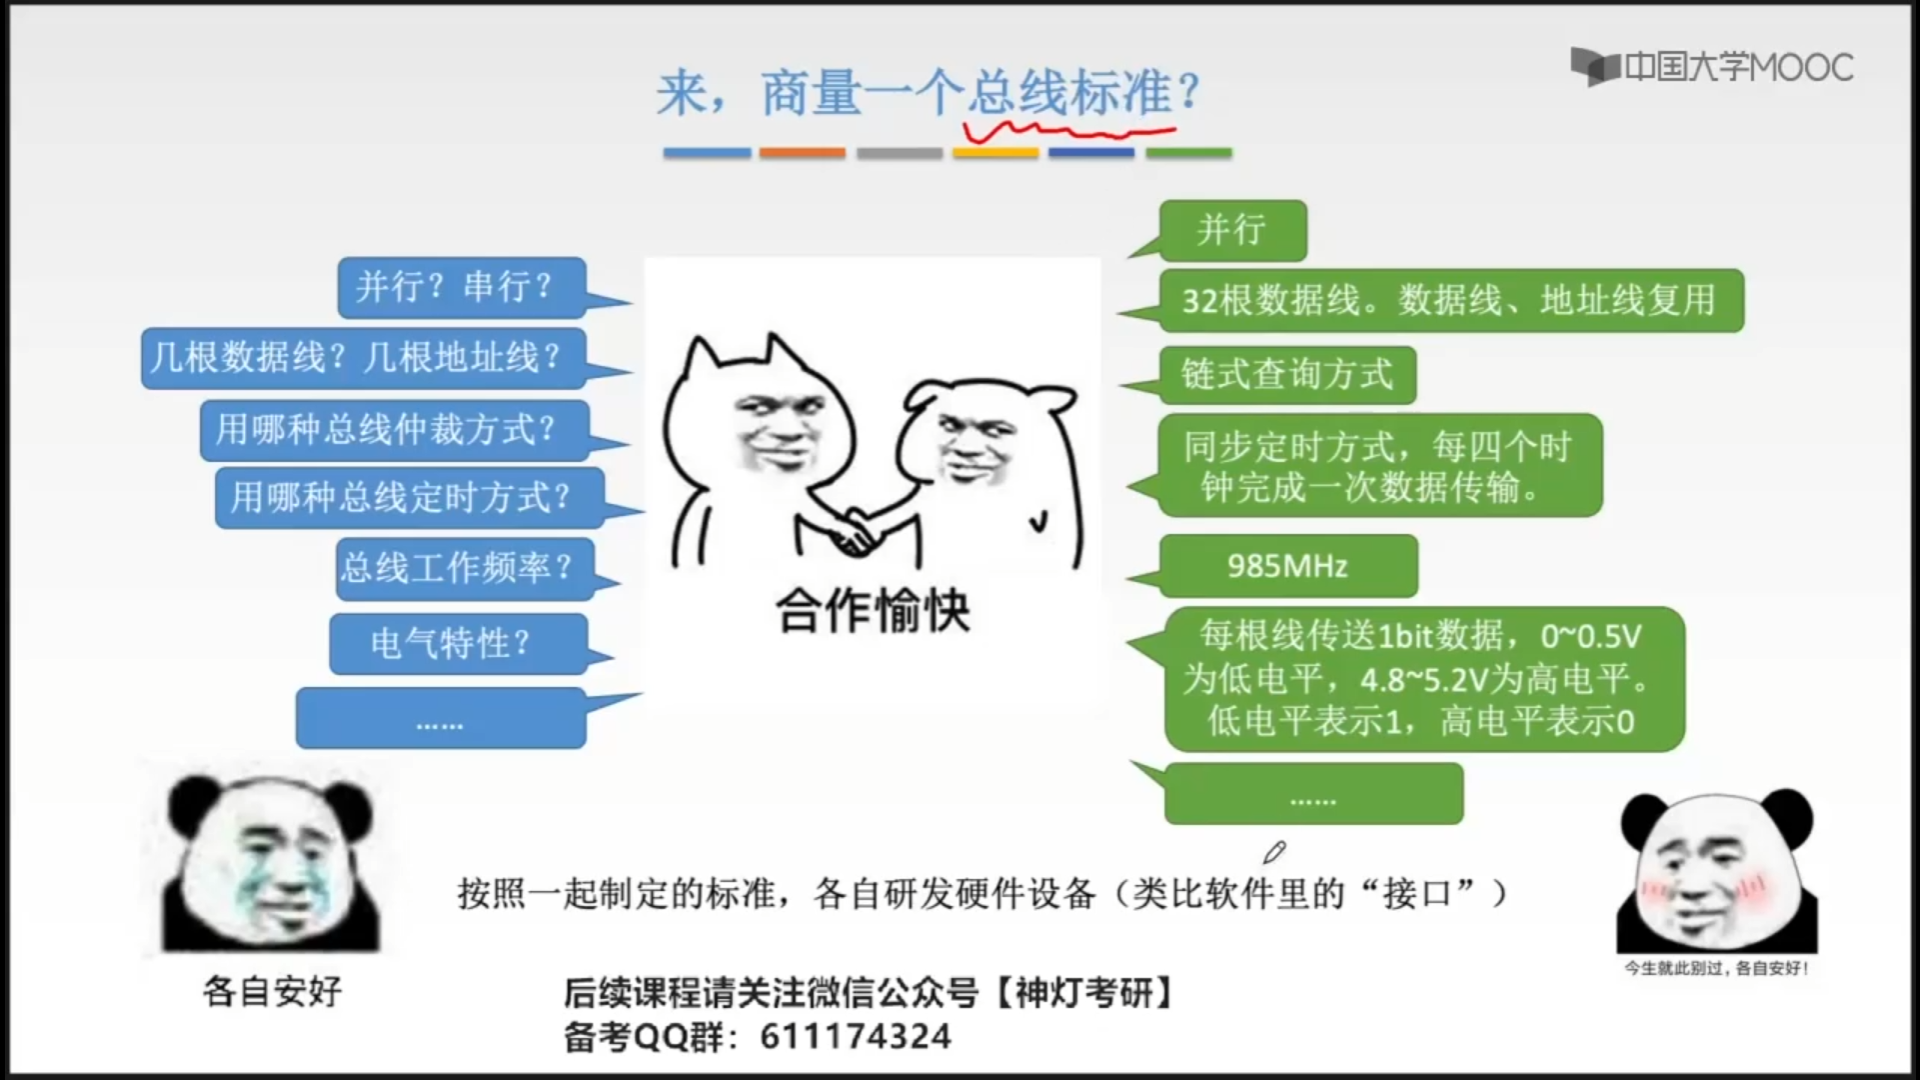 中国大学MOOC
来，商量一个总线标准？
并行？串行？
几根数据线？几根地址线？
用哪种总线仲裁方式？
用哪种总线定时方式？
总线工作频率？
电气特性？
……
合作愉快
并行
32根数据线。数据线、地址线复用
链式查询方式
同步定时方式，每四个时
钟完成一次数据传输。
985MHz
每根线传送1bit数据，0~0.5V
为低电平，4.8~5.2V为高电平。
低电平表示1，高电平表示0
……
按照一起制定的标准，各自研发硬件设备（类比软件里的“接口”）
各自安好
今生就此别过，各自安好！
后续课程请关注微信公众号【神灯考研】
备考QQ群：611174324